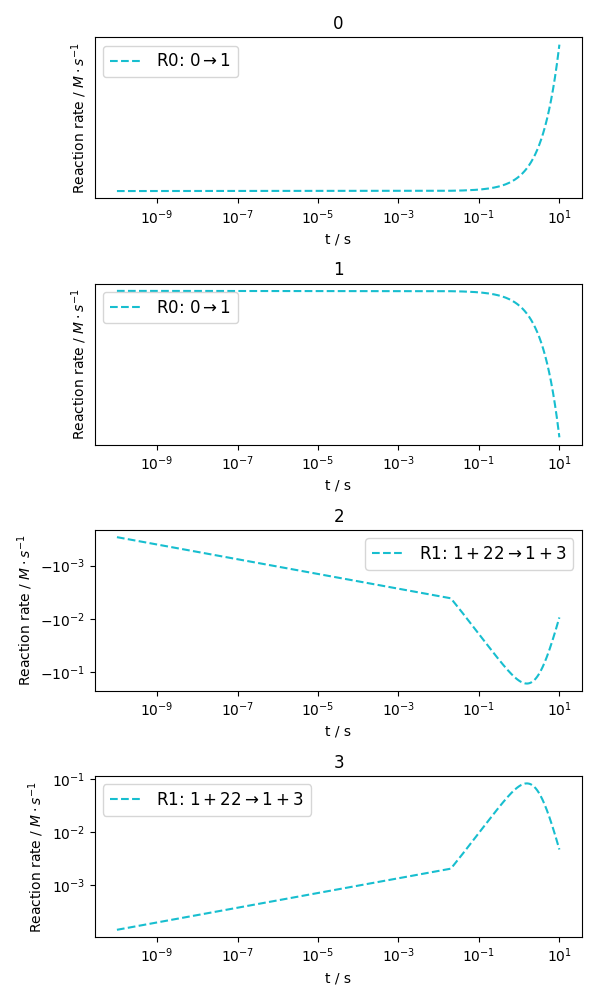 0
Reaction rate / M · s⁻¹
R0: 0 → 1
10⁻⁹ 10⁻⁷ 10⁻⁵ 10⁻³ 10⁻¹ 10¹
t / s
1
Reaction rate / M · s⁻¹
R0: 0 → 1
10⁻⁹ 10⁻⁷ 10⁻⁵ 10⁻³ 10⁻¹ 10¹
t / s
2
Reaction rate / M · s⁻¹
R1: 1 + 22 → 1 + 3
−10⁻³
−10⁻²
−10⁻¹
10⁻⁹ 10⁻⁷ 10⁻⁵ 10⁻³ 10⁻¹ 10¹
t / s
3
Reaction rate / M · s⁻¹
R1: 1 + 22 → 1 + 3
10⁻¹
10⁻²
10⁻³
10⁻⁹ 10⁻⁷ 10⁻⁵ 10⁻³ 10⁻¹ 10¹
t / s